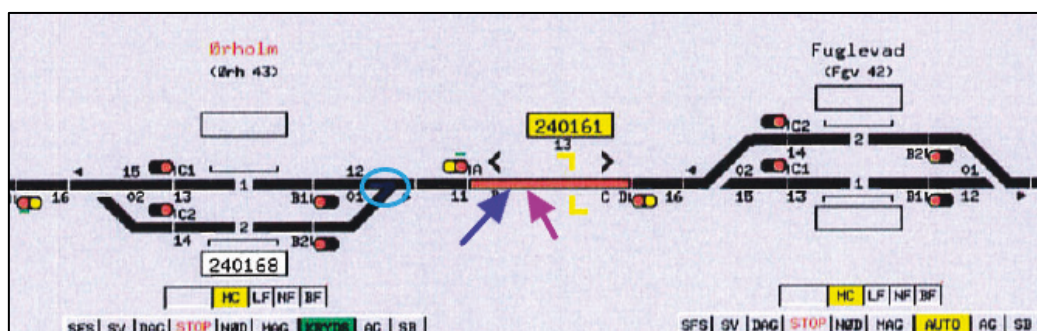 Ørholm
(Ørh 43)
Fuglevad
(Fgv 42)
240161
13
C2
2
14
B2
15
C1
12
A
02
C1
01
1
02
1
16
02
13
B1
01
11
C
D
16
15
13
B1
12
C2
2
14
B2
240168
MC LF NF BF
MC LF NF BF
SFS SV DAG STOP NØD MAG KRYDS AG SB
SFS SV DAG STOP NØD MAG AUTO AG SB